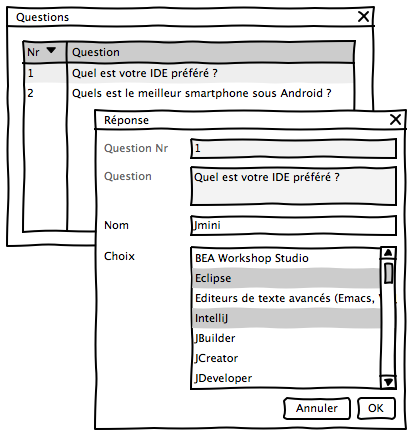 Questions
Nr Question
1 Quel est votre IDE préféré ?
2 Quels est le meilleur smartphone sous Android ?
Réponse
Question Nr 1
Question Quel est votre IDE préféré ?
Nom Jmini
Choix
BEA Workshop Studio
Eclipse
Editeurs de texte avancés (Emacs,
IntelliJ
JBuilder
JCreator
JDeveloper
Annuler OK